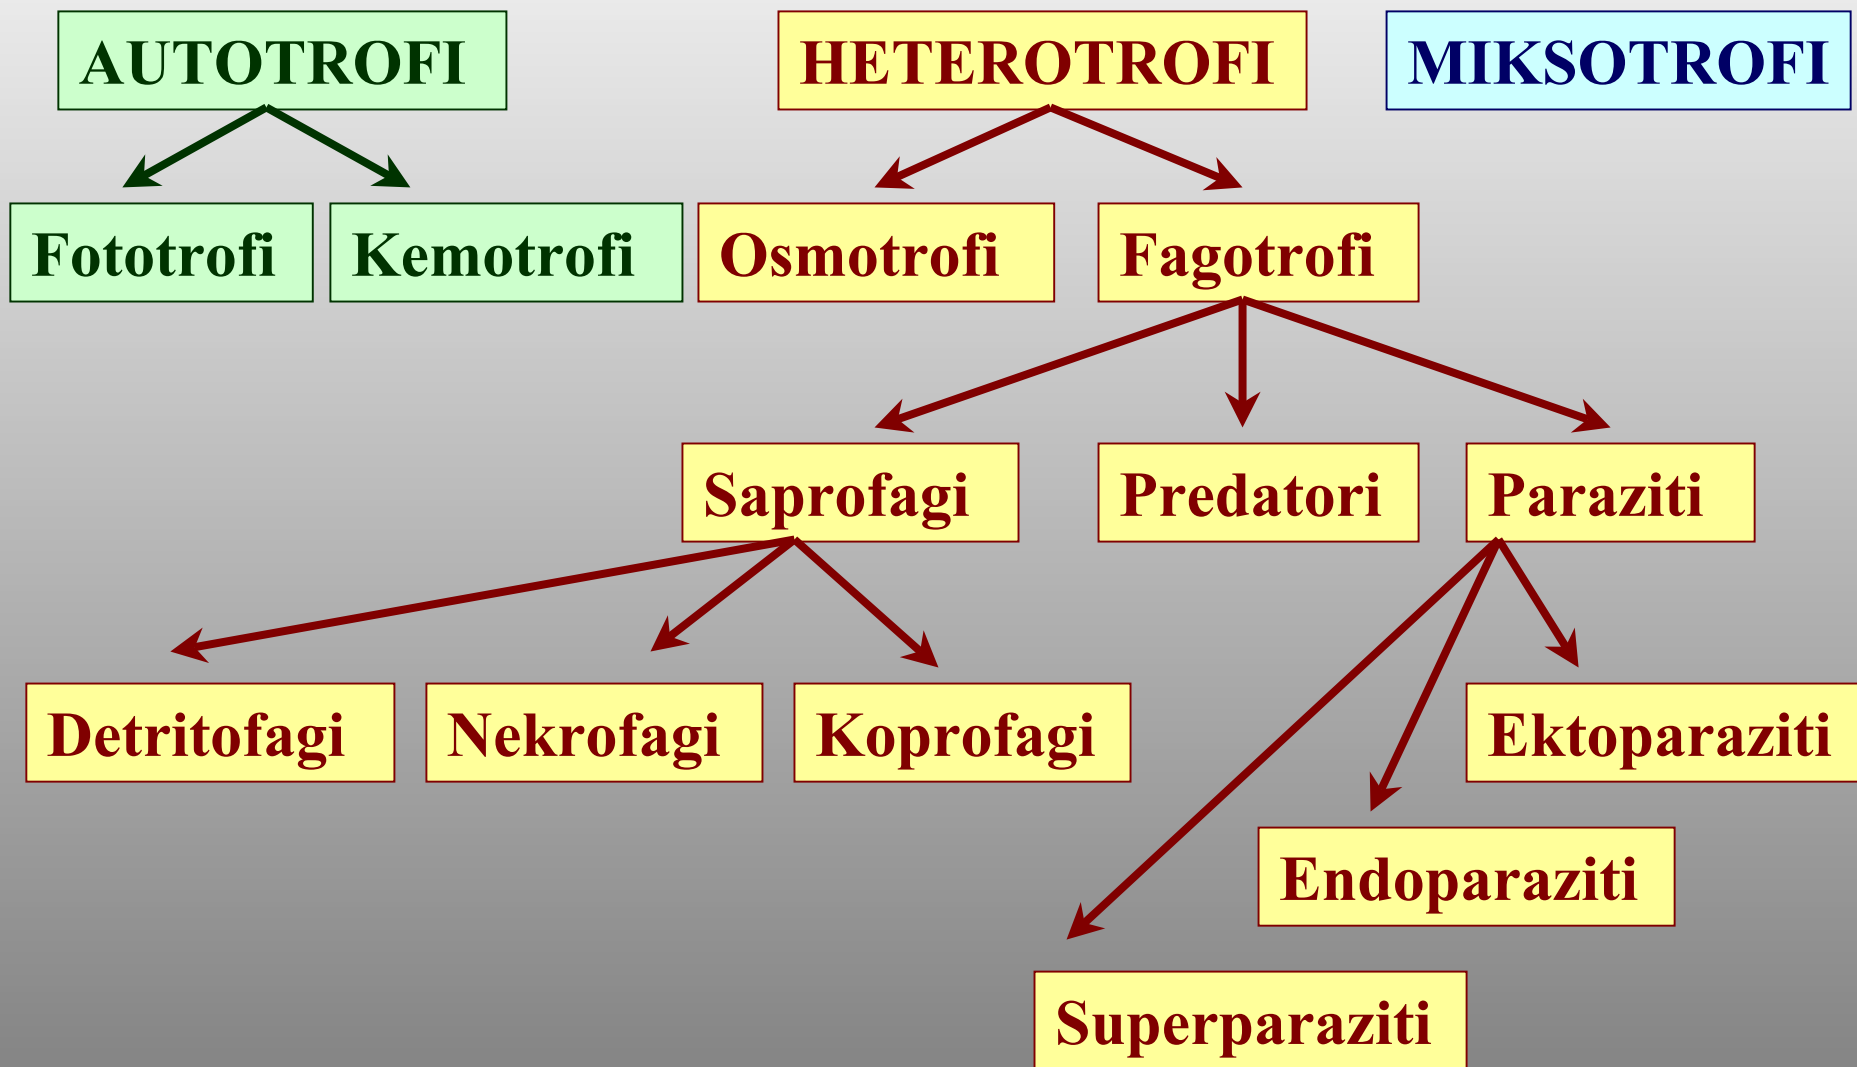 AUTOTROFI
HETEROTROFI
MIKSOTROFI
Fototrofi
Kemotrofi
Osmotrofi
Fagotrofi
Saprofagi
Predatori
Paraziti
Detritofagi
Nekrofagi
Koprofagi
Ektoparaziti
Endoparaziti
Superparaziti